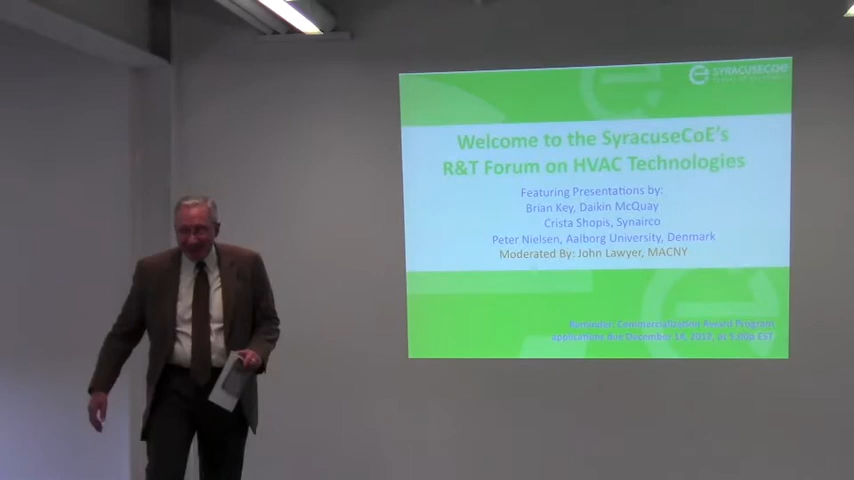 SYRACUSECoE
Welcome to the SyracuseCoE's
R&T Forum on HVAC Technologies
Featuring Presentations by:
Brian Key, Daikin McQuay
Crista Shopis, Synairco
Peter Nielsen, Aalborg University, Denmark
Moderated By: John Lawyer, MACNY
Reminder: Commercialization Award Program
applications due December 14, 2012, at 5:00p EST